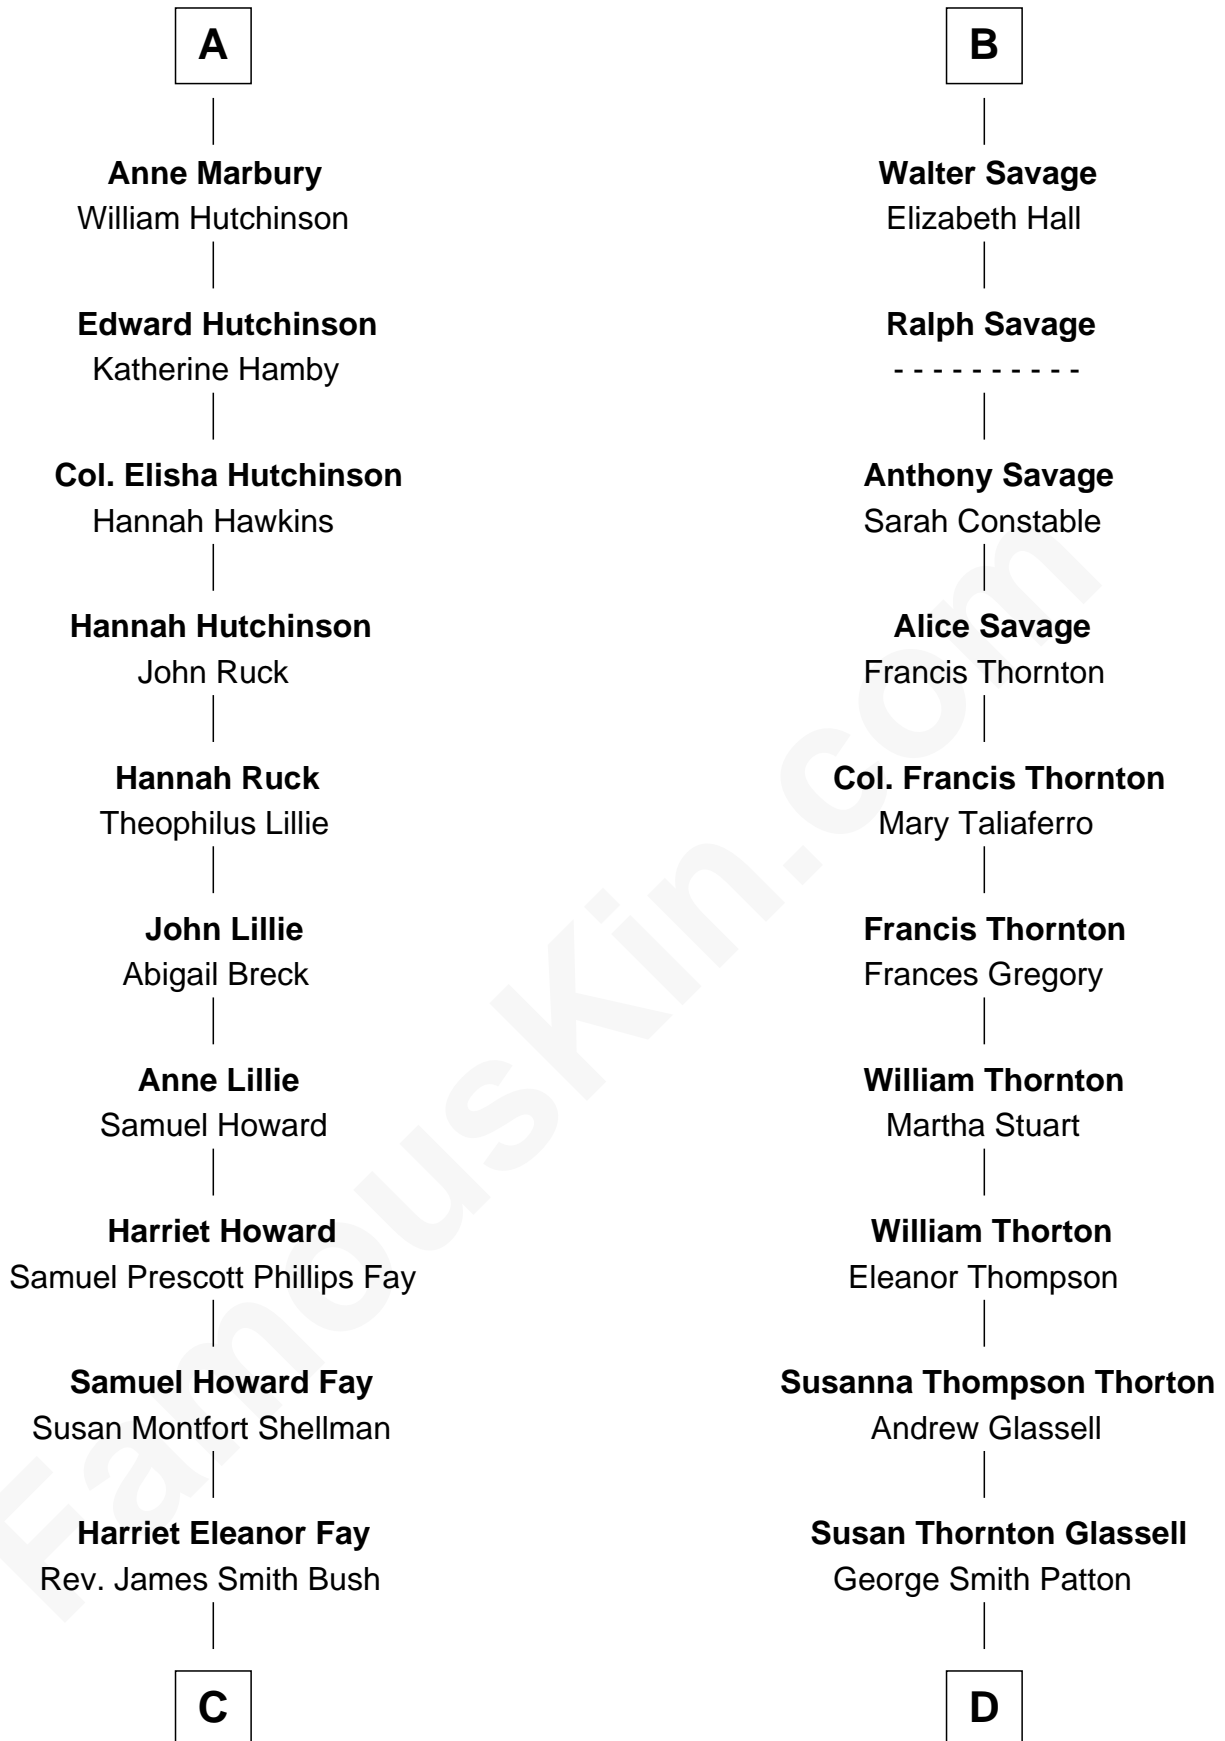 A
Anne Marbury
William Hutchinson
Edward Hutchinson
Katherine Hamby
Col. Elisha Hutchinson
Hannah Hawkins
Hannah Hutchinson
John Ruck
Hannah Ruck
Theophilus Lillie
John Lillie
Abigail Breck
Anne Lillie
Samuel Howard
Harriet Howard
Samuel Prescott Phillips Fay
Samuel Howard Fay
Susan Montfort Shellman
Harriet Eleanor Fay
Rev. James Smith Bush
C
B
Walter Savage
Elizabeth Hall
Ralph Savage
- - - - - - - - - -
Anthony Savage
Sarah Constable
Alice Savage
Francis Thornton
Col. Francis Thornton
Mary Taliaferro
Francis Thornton
Frances Gregory
William Thornton
Martha Stuart
William Thorton
Eleanor Thompson
Susanna Thompson Thorton
Andrew Glassell
Susan Thornton Glassell
George Smith Patton
D
FamousKin.com